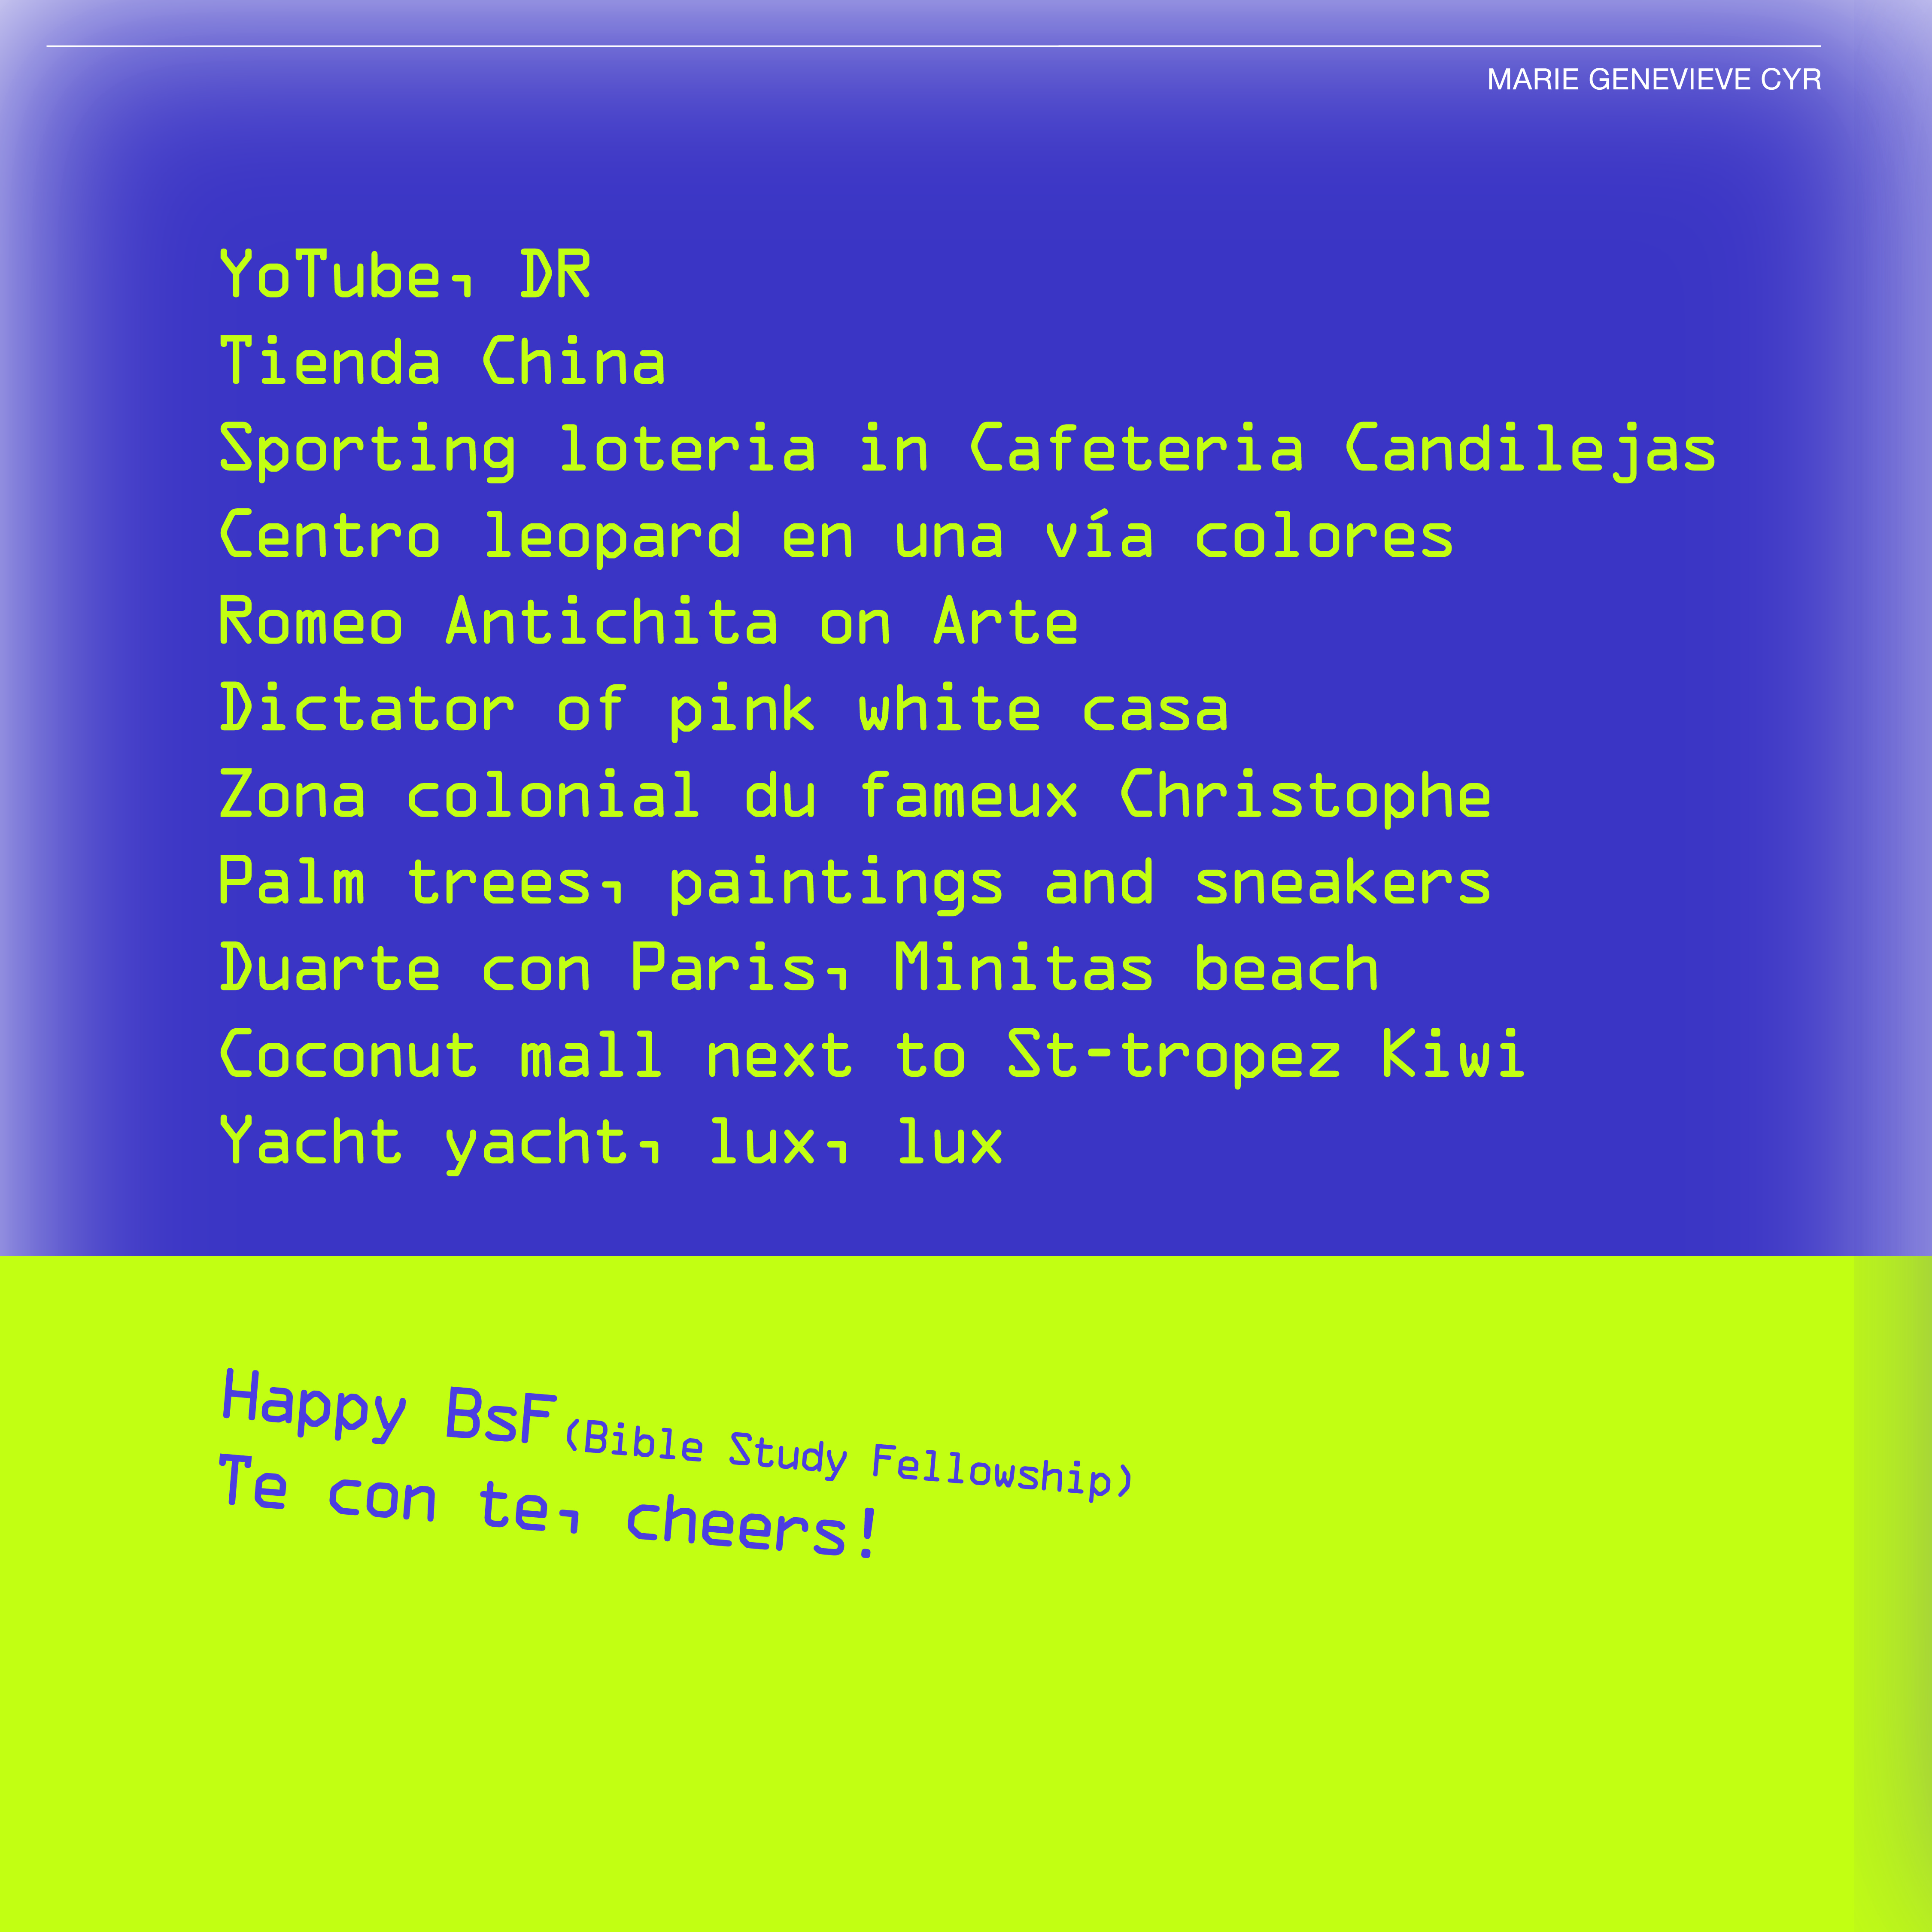 MARIE GENEVIEVE CYR
YoTube, DR
Tienda China
Sporting loteria in Cafeteria Candilejas
Centro leopard en una vía colores
Romeo Antichita on Arte
Dictator of pink white casa
Zona colonial du fameux Christophe
Palm trees, paintings and sneakers
Duarte con Paris, Minitas beach
Coconut mall next to St-tropez Kiwi
Yacht yacht, lux, lux
Happy BsF (Bible Study Fellowship)
Te con te, cheers!